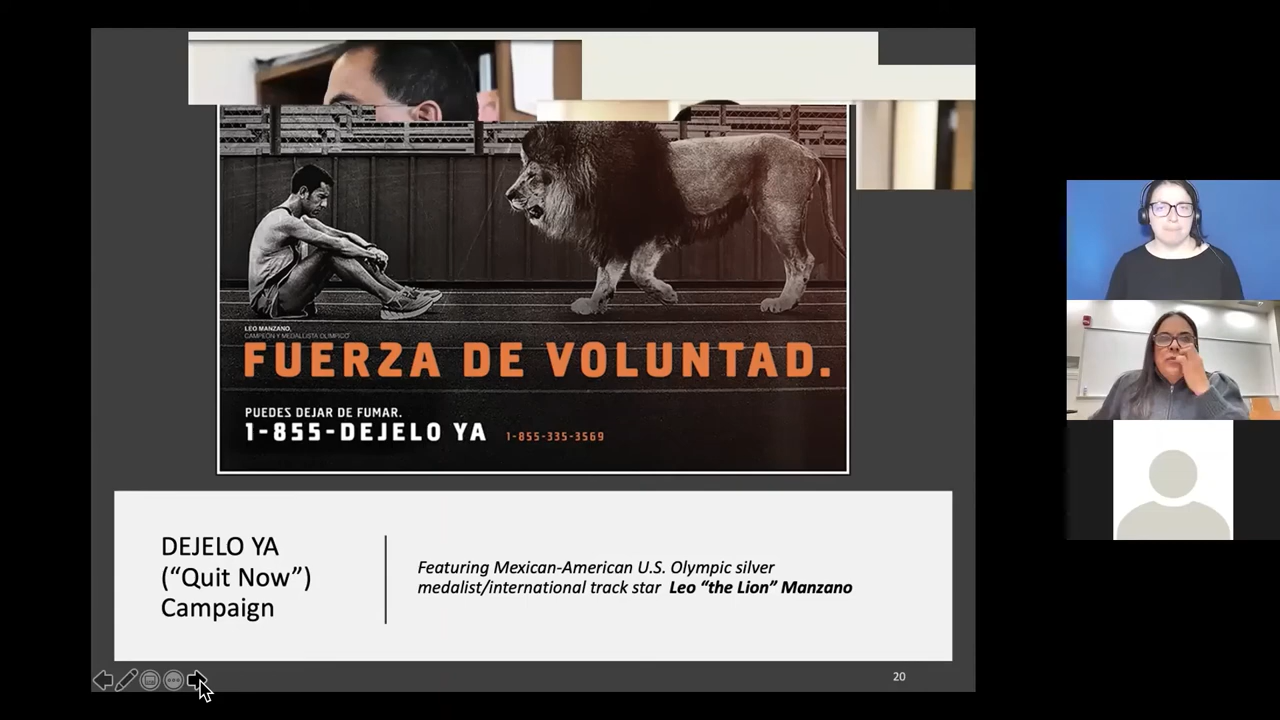 LEO MANZANO,
CAMPEÓN Y MEDALLISTA OLÍMPICO
FUERZA DE VOLUNTAD.
PUEDES DEJAR DE FUMAR.
1-855-DEJELO YA 1-855-335-3569
DEJELO YA
(“Quit Now”)
Campaign
Featuring Mexican-American U.S. Olympic silver
medalist/international track star Leo “the Lion” Manzano
20